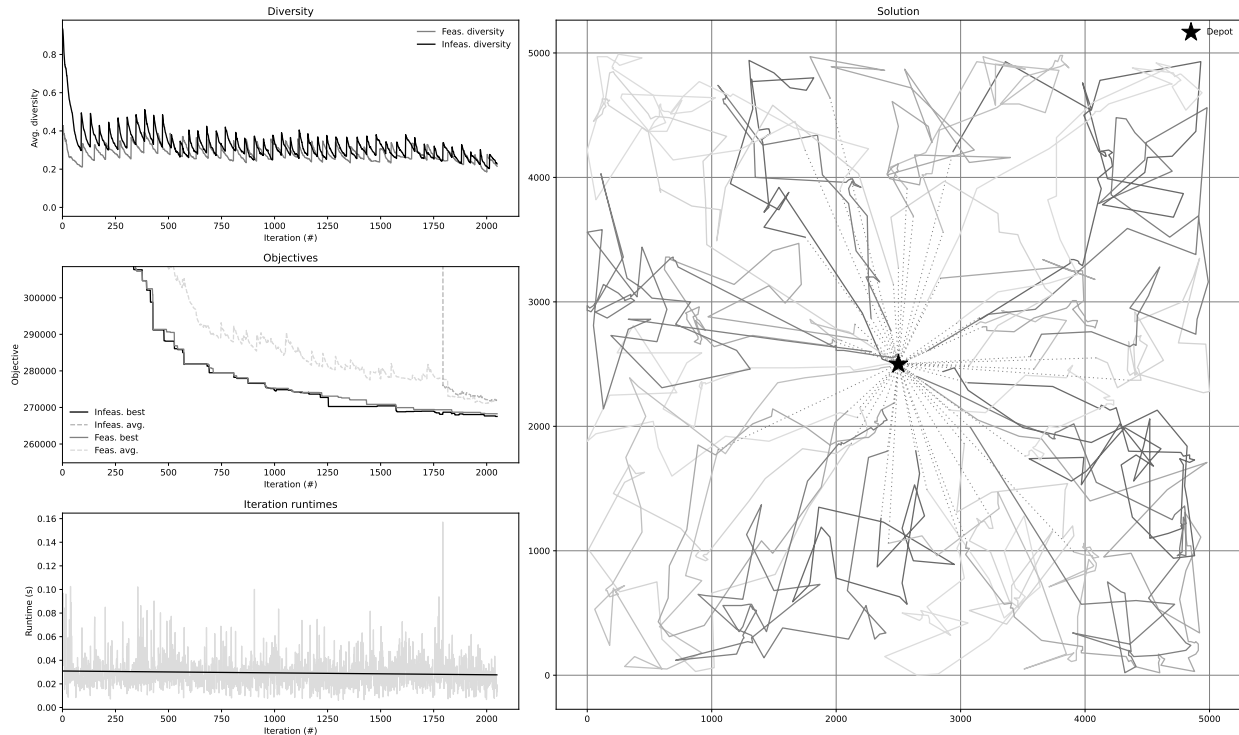 Diversity
Feas. diversity
Infeas. diversity
0.8
0.6
0.4
0.2
0.0
Avg. diversity
0 250 500 750 1000 1250 1500 1750 2000
Iteration (#)
Objectives
300000
290000
280000
270000
260000
Objective
Infeas. best
Infeas. avg.
Feas. best
Feas. avg.
0 250 500 750 1000 1250 1500 1750 2000
Iteration (#)
Iteration runtimes
0.16
0.14
0.12
0.10
0.08
0.06
0.04
0.02
0.00
Runtime (s)
0 250 500 750 1000 1250 1500 1750 2000
Iteration (#)
Solution
Depot
5000
4000
3000
2000
1000
0
0 1000 2000 3000 4000 5000